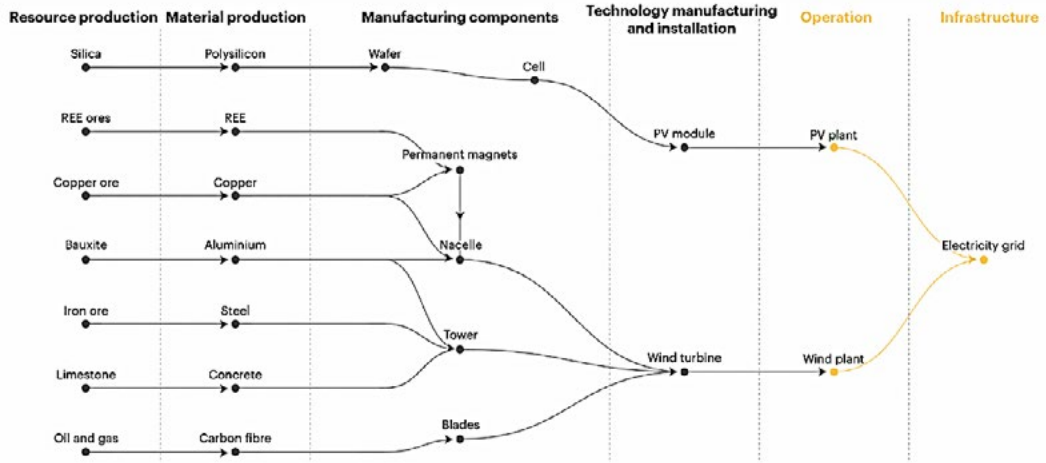 Resource production
Material production
Manufacturing components
Technology manufacturing
and installation
Operation
Infrastructure
Silica
Polysilicon
Wafer
Cell
REE ores
REE
PV module
PV plant
Permanent magnets
Copper ore
Copper
Bauxite
Aluminium
Nacelle
Electricity grid
Iron ore
Steel
Tower
Wind turbine
Wind plant
Limestone
Concrete
Blades
Oil and gas
Carbon fibre